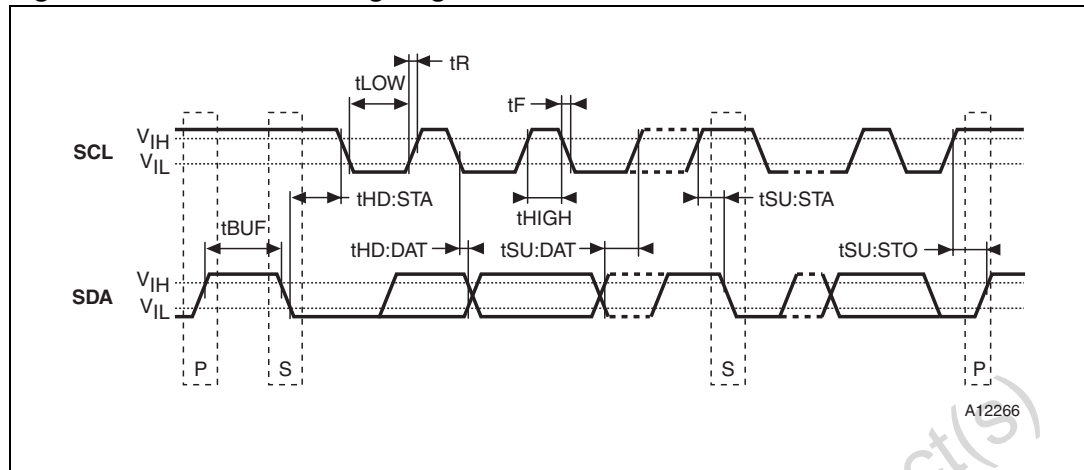 tR
tLOW
tF
VIH
SCL
VIL
tHD:STA
tSU:STA
tHIGH
tBUF
tHD:DAT
tSU:DAT
tSU:STO
VIH
SDA
VIL
P
S
S
P
A12266